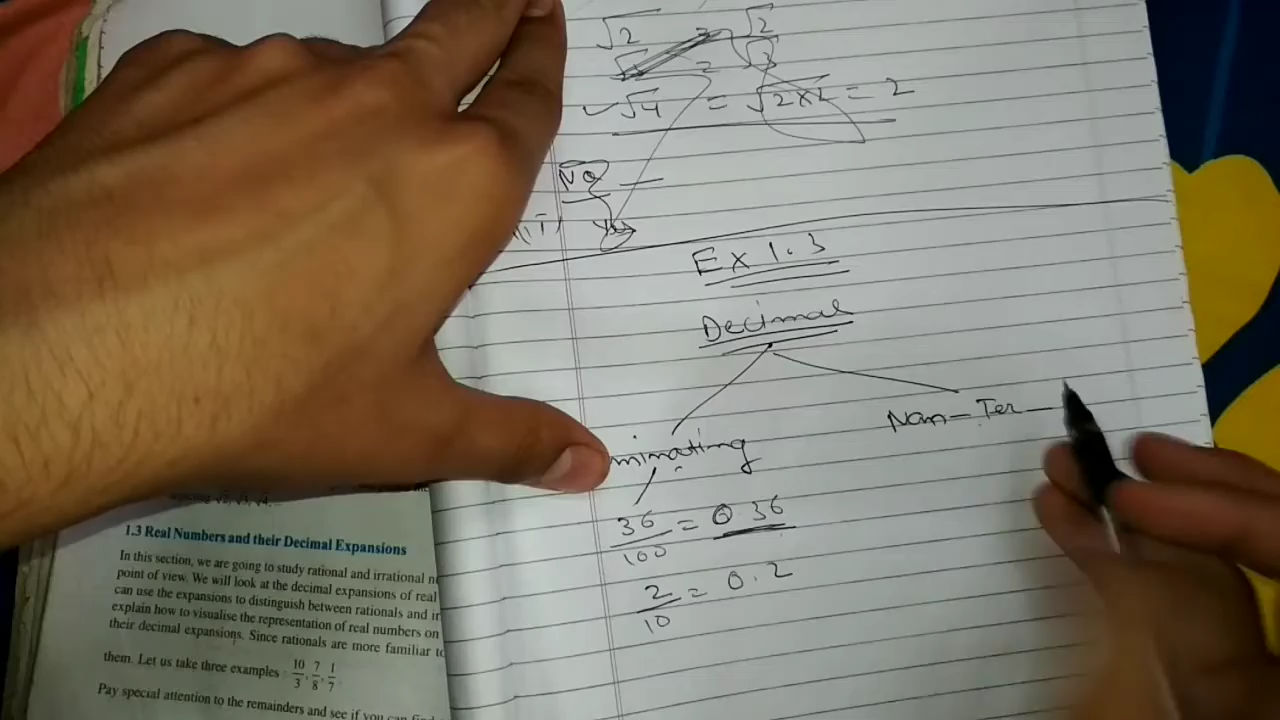 √2 = √2
√3
√4 = √2×2 = 2
NO —
Ex 1.3
Decimal
minating
Non-Ter-
36/100 = 0 36
2/10 = 0.2
1.3 Real Numbers and their Decimal Expansions
In this section, we are going to study rational and irrational n
point of view. We will look at the decimal expansions of real
can use the expansions to distinguish between rationals and ir
explain how to visualise the representation of real numbers on
their decimal expansions. Since rationals are more familiar to
them. Let us take three examples : 10/3, 7/8, 1/7.
Pay special attention to the remainders and see if you can find